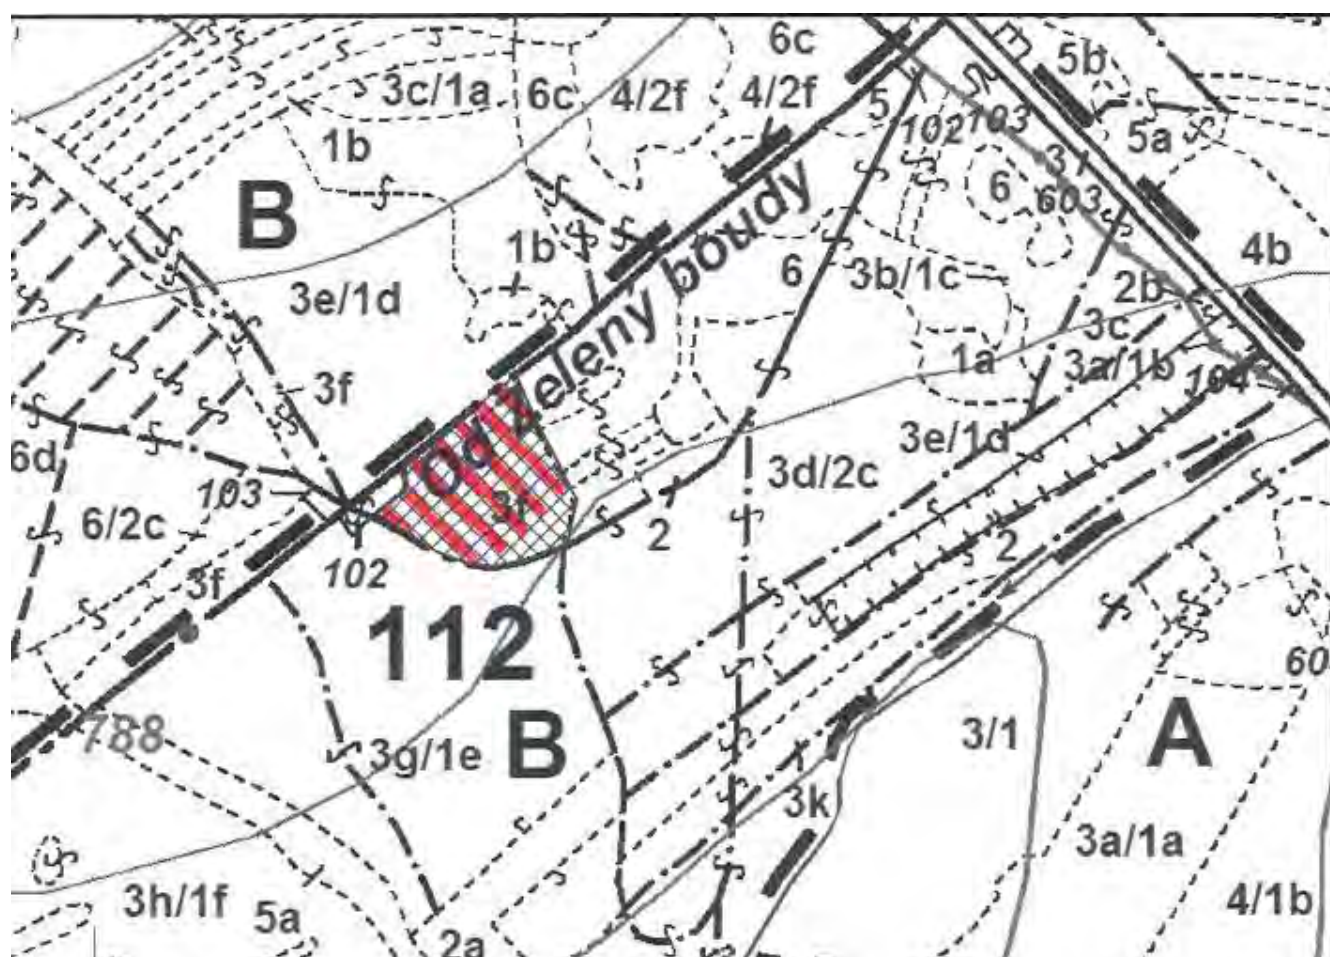 6c
3c/1a
6c
4/2f
4/2f
5b
5
102
103
5a
1b
3
6
603
B
1b
6
3b/1c
4b
3e/1d
2b
3c
1a
3a/1b
104
3f
Od Zeleny boudy
3e/1d
6d
103
3d/2c
6/2c
2
2
102
3f
112
60
788
3g/1e
B
3/1
A
3k
3a/1a
3h/1f
5a
2a
4/1b